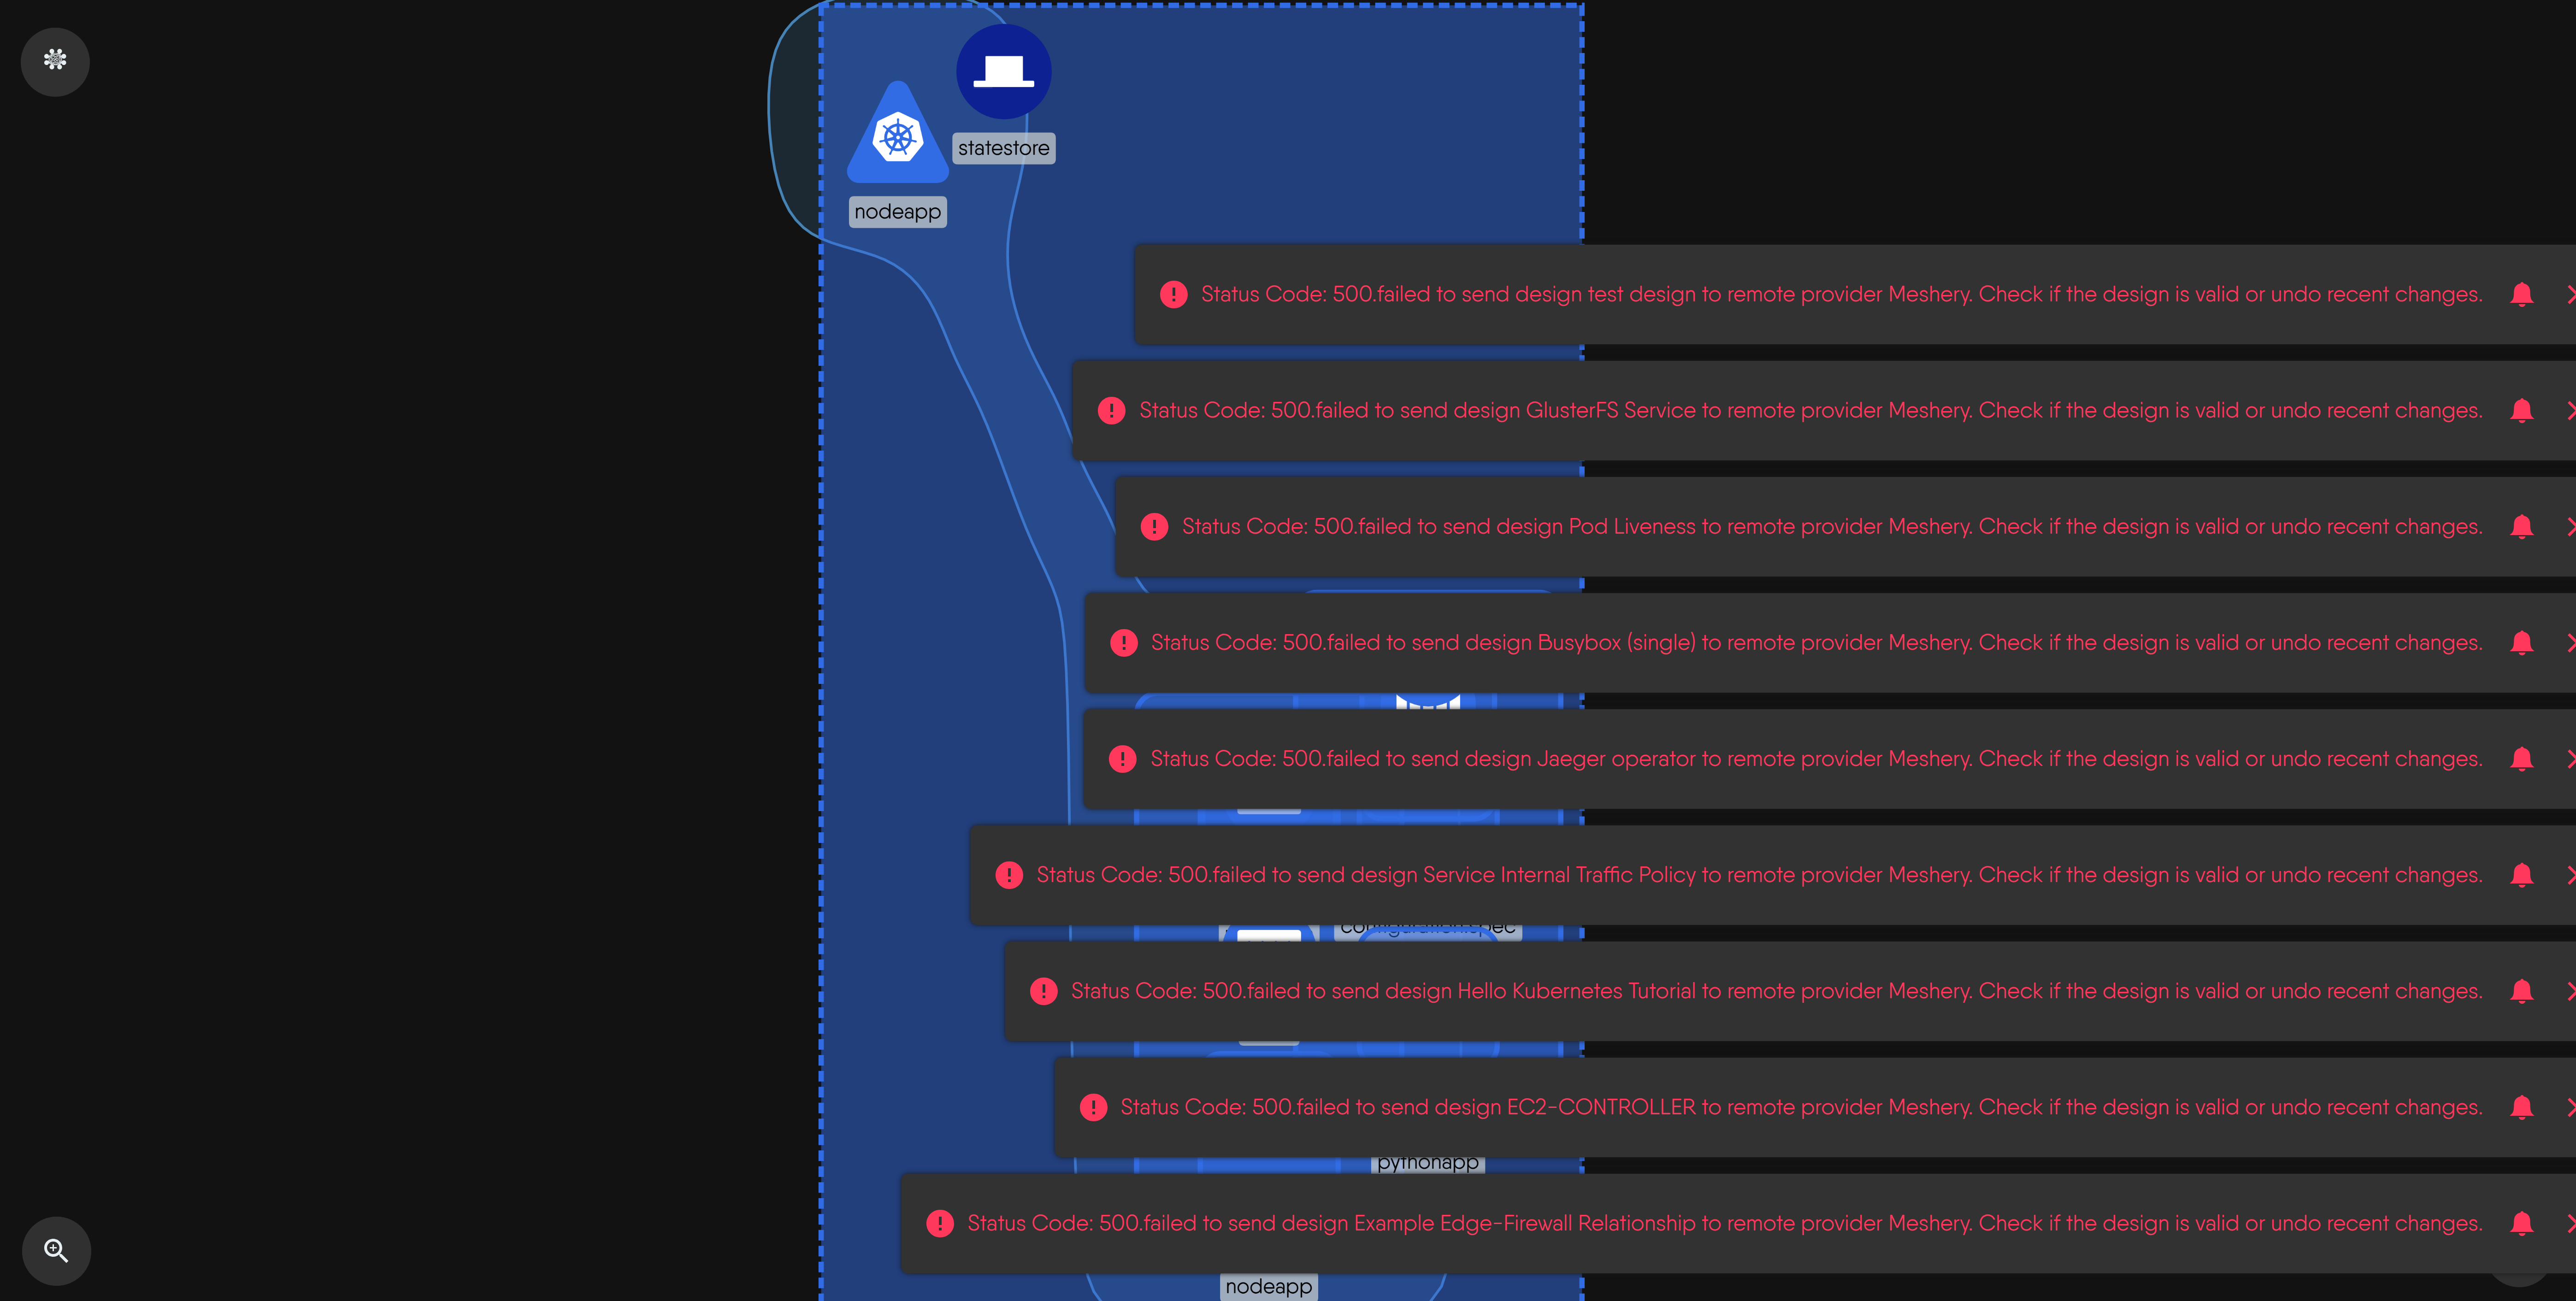 statestore
nodeapp
Status Code: 500.failed to send design test design to remote provider Meshery. Check if the design is valid or undo recent changes.
Status Code: 500.failed to send design GlusterFS Service to remote provider Meshery. Check if the design is valid or undo recent changes.
Status Code: 500.failed to send design Pod Liveness to remote provider Meshery. Check if the design is valid or undo recent changes.
Status Code: 500.failed to send design Busybox (single) to remote provider Meshery. Check if the design is valid or undo recent changes.
Status Code: 500.failed to send design Jaeger operator to remote provider Meshery. Check if the design is valid or undo recent changes.
Status Code: 500.failed to send design Service Internal Traffic Policy to remote provider Meshery. Check if the design is valid or undo recent changes.
configuration.spec
Status Code: 500.failed to send design Hello Kubernetes Tutorial to remote provider Meshery. Check if the design is valid or undo recent changes.
Status Code: 500.failed to send design EC2-CONTROLLER to remote provider Meshery. Check if the design is valid or undo recent changes.
pythonapp
Status Code: 500.failed to send design Example Edge-Firewall Relationship to remote provider Meshery. Check if the design is valid or undo recent changes.
nodeapp